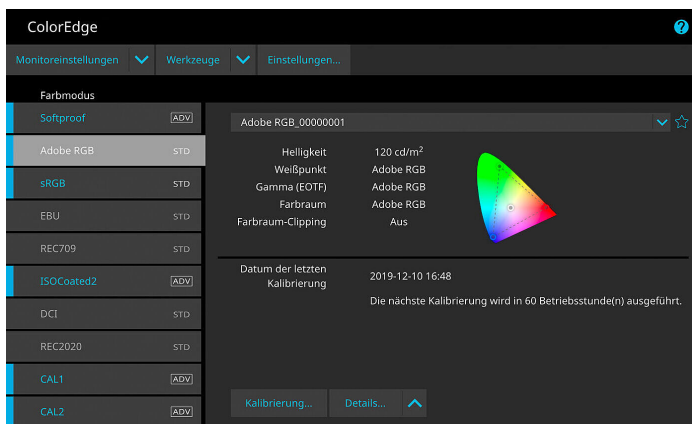 ColorEdge
?
Monitoreinstellungen
Werkzeuge
Einstellungen...
Farbmodus
Softproof ADV
Adobe RGB STD
sRGB STD
EBU STD
REC709 STD
ISOCoated2 ADV
DCI STD
REC2020 STD
CAL1 ADV
CAL2 ADV
Adobe RGB_00000001
Helligkeit 120 cd/m²
Weißpunkt Adobe RGB
Gamma (EOTF) Adobe RGB
Farbraum Adobe RGB
Farbraum-Clipping Aus
Datum der letzten
Kalibrierung
2019-12-10 16:48
Die nächste Kalibrierung wird in 60 Betriebsstunde(n) ausgeführt.
Kalibrierung...
Details...